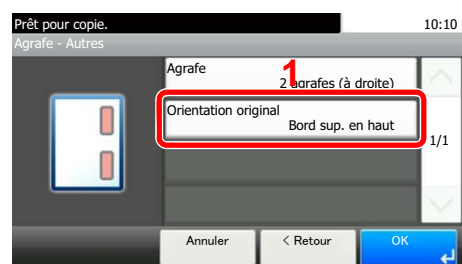 Prêt pour copie. 10:10
Agrafe - Autres
Agrafe
1
2 agrafes (à droite)
Orientation original
Bord sup. en haut
1/1
Annuler < Retour OK